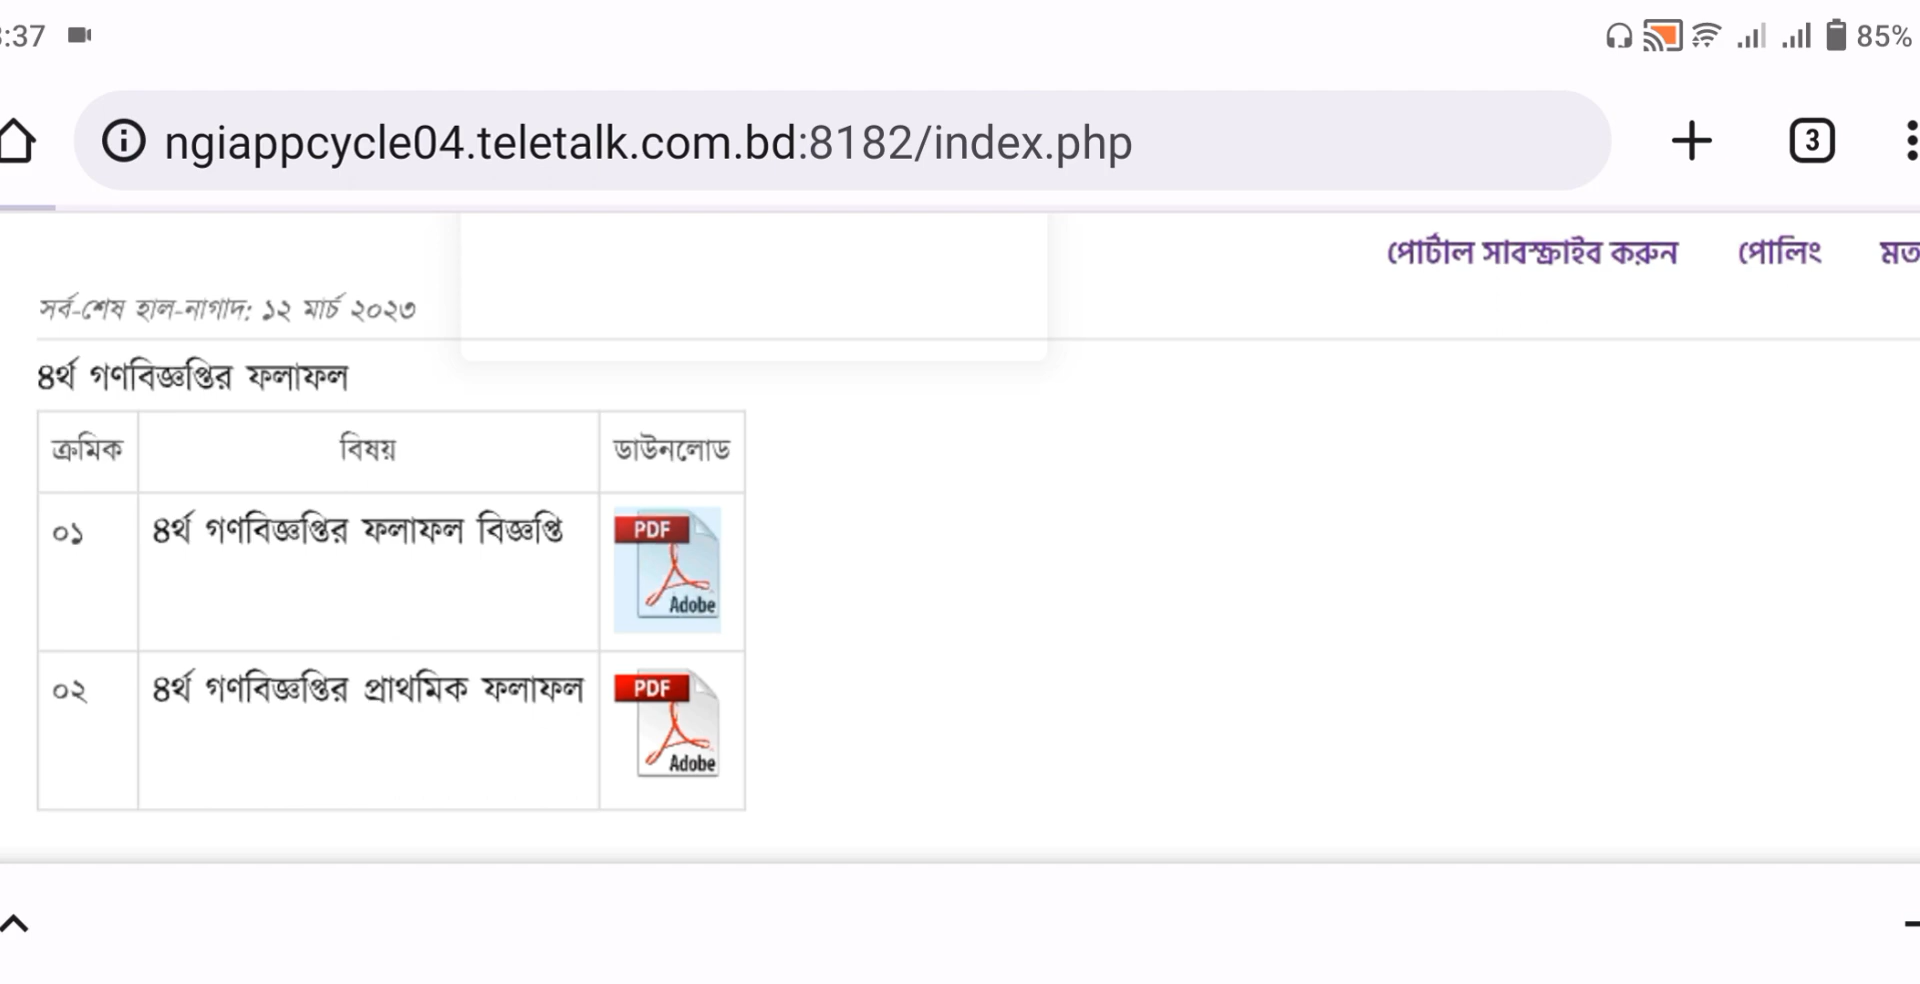 :37 85%
ngiappcycle04.teletalk.com.bd:8182/index.php 3
পোর্টাল সাবস্ক্রাইব করুন পোলিং মত
সর্ব-শেষ হাল-নাগাদ: ১২ মার্চ ২০২৩
৪র্থ গণবিজ্ঞপ্তির ফলাফল
ক্রমিক বিষয় ডাউনলোড
০১ ৪র্থ গণবিজ্ঞপ্তির ফলাফল বিজ্ঞপ্তি PDF
Adobe
০২ ৪র্থ গণবিজ্ঞপ্তির প্রাথমিক ফলাফল PDF
Adobe